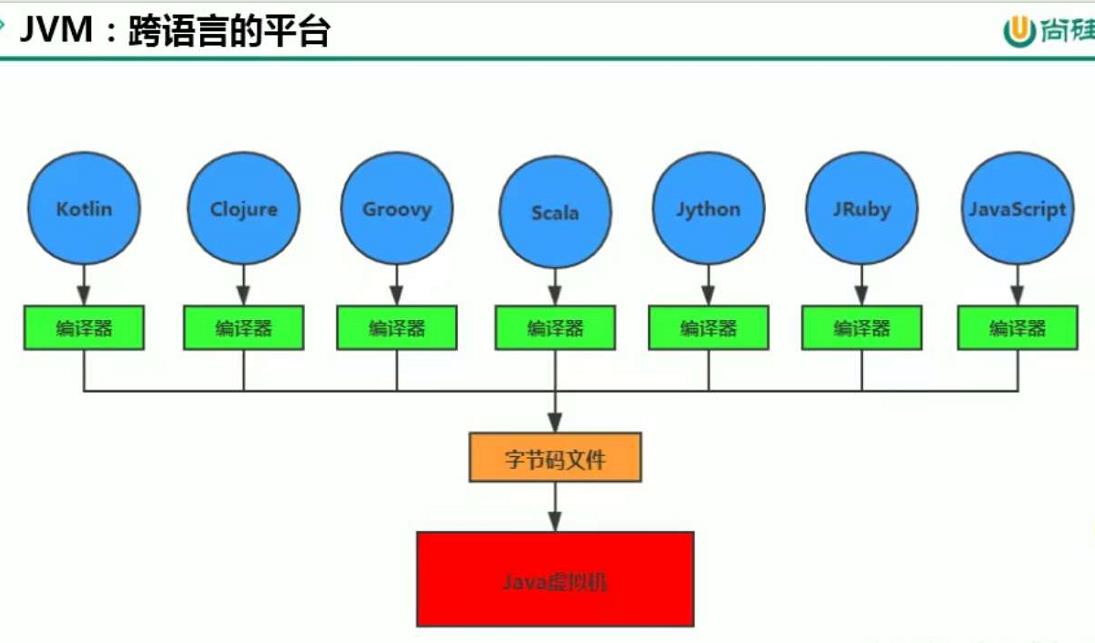 JVM：跨语言的平台
尚硅
Kotlin
Clojure
Groovy
Scala
Jython
JRuby
JavaScript
编译器
编译器
编译器
编译器
编译器
编译器
编译器
字节码文件
Java虚拟机